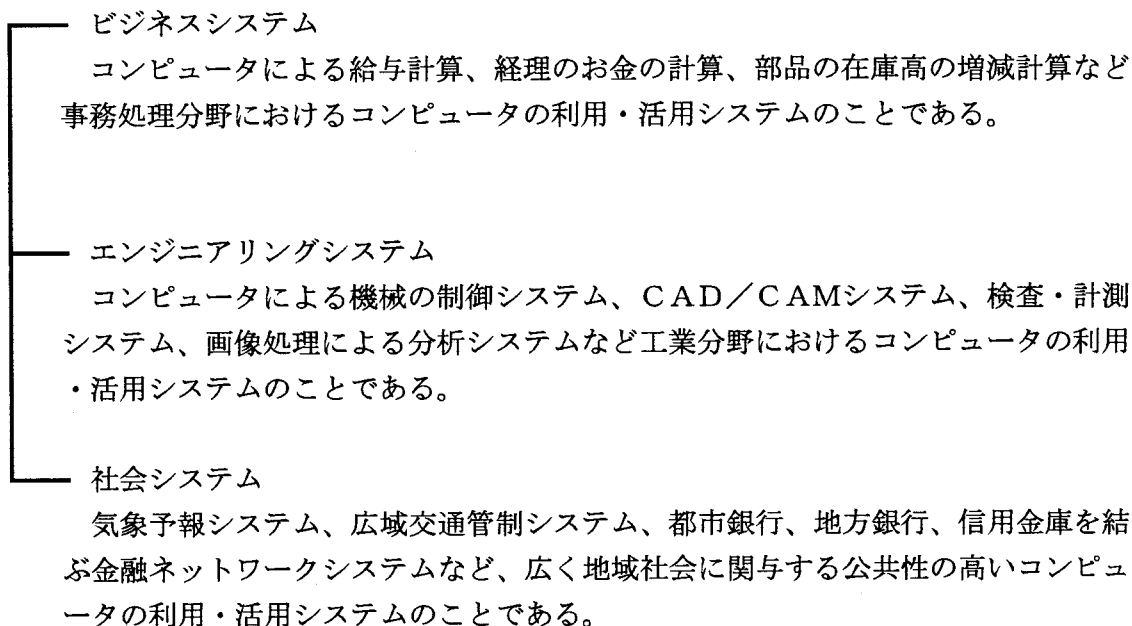 ビジネスシステム
コンピュータによる給与計算、経理のお金の計算、部品の在庫高の増減計算など
事務処理分野におけるコンピュータの利用・活用システムのことである。
エンジニアリングシステム
コンピュータによる機械の制御システム、ＣＡＤ／ＣＡＭシステム、検査・計測
システム、画像処理による分析システムなど工業分野におけるコンピュータの利用
・活用システムのことである。
社会システム
気象予報システム、広域交通管制システム、都市銀行、地方銀行、信用金庫を結
ぶ金融ネットワークシステムなど、広く地域社会に関与する公共性の高いコンピュ
ータの利用・活用システムのことである。